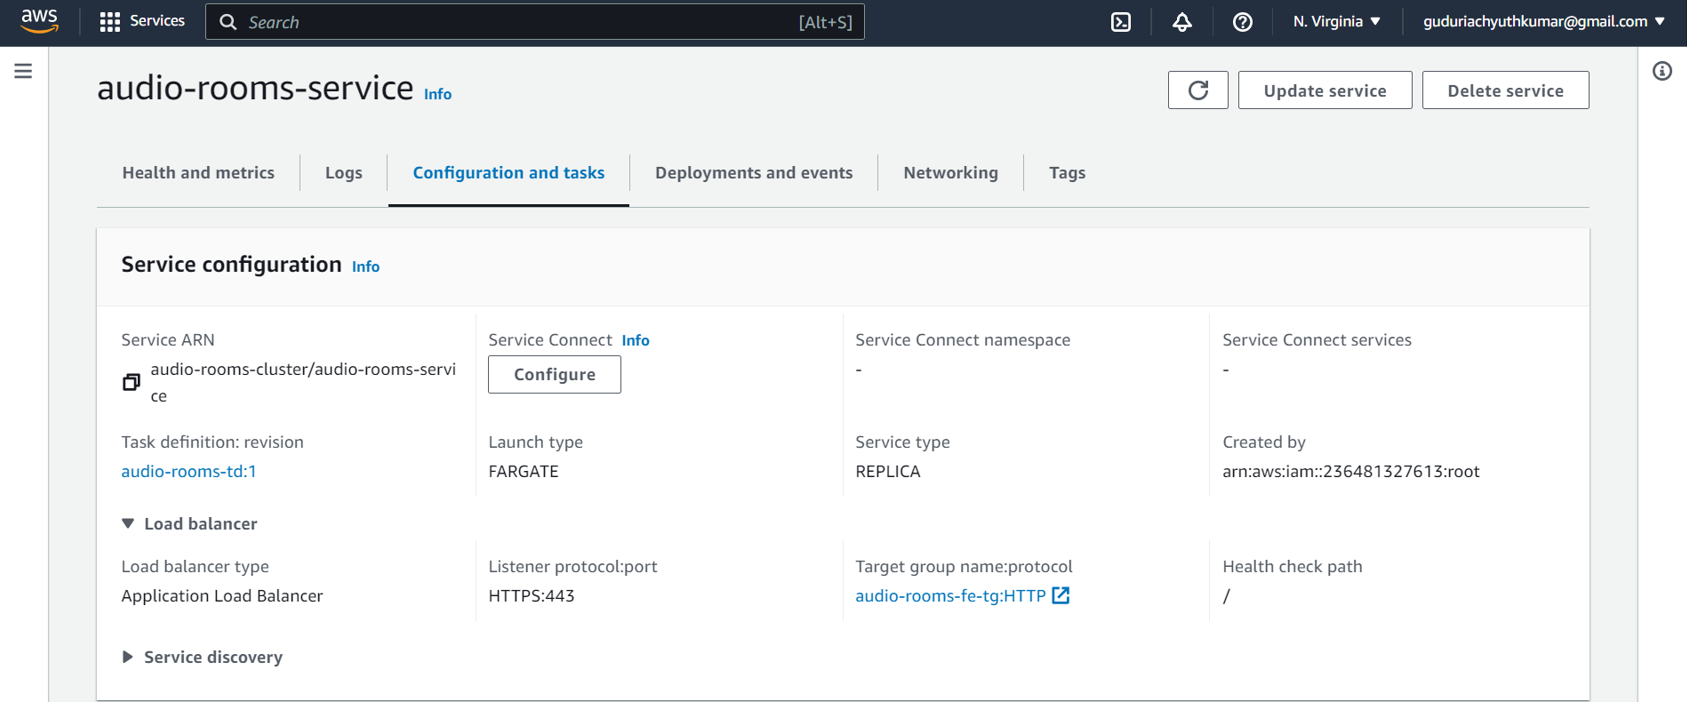 aws
Services
Search
[Alt+S]
N. Virginia
guduriachyuthkumar@gmail.com
audio-rooms-service Info
Update service
Delete service
Health and metrics
Logs
Configuration and tasks
Deployments and events
Networking
Tags
Service configuration Info
Service ARN
audio-rooms-cluster/audio-rooms-servi
ce
Service Connect Info
Configure
Service Connect namespace
-
Service Connect services
-
Task definition: revision
audio-rooms-td:1
Launch type
FARGATE
Service type
REPLICA
Created by
arn:aws:iam::236481327613:root
Load balancer
Load balancer type
Application Load Balancer
Listener protocol:port
HTTPS:443
Target group name:protocol
audio-rooms-fe-tg:HTTP
Health check path
/
Service discovery